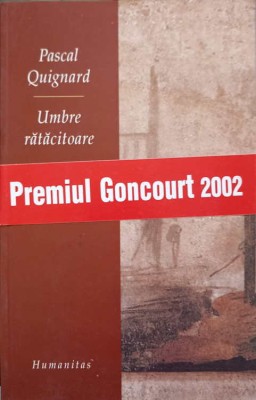 Pascal
Quignard
Umbre
rătăcitoare
Premiul Goncourt 2002
Humanitas